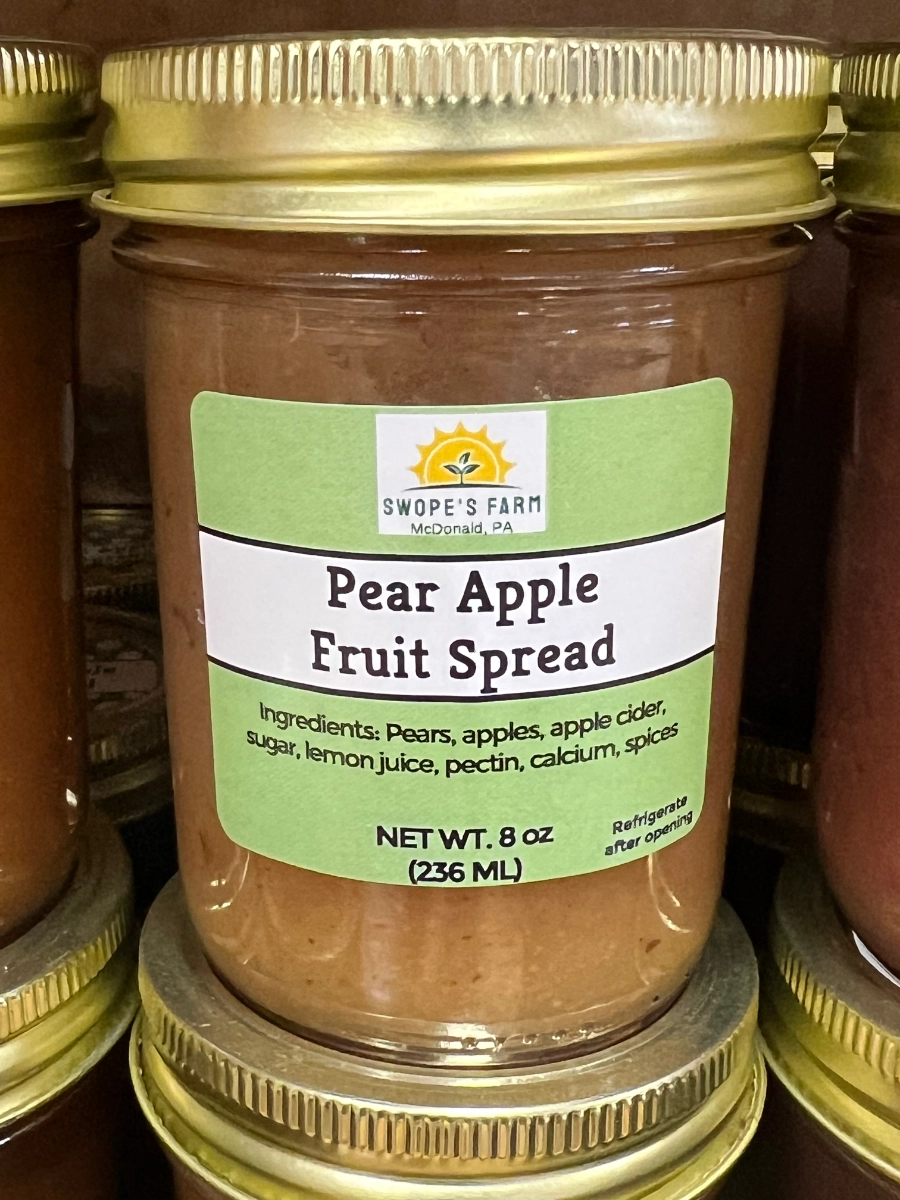 SWOPE'S FARM
McDonald, PA
Pear Apple
Fruit Spread
Ingredients: Pears, apples, apple cider,
sugar, lemon juice, pectin, calcium, spices
NET WT. 8 oz
(236 ML)
Refrigerate
after opening